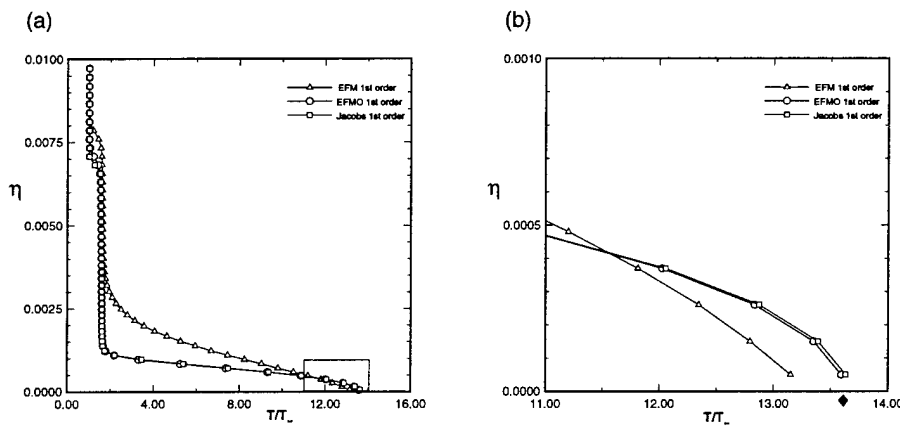 (a)
0.0100
0.0075
η
0.0050
0.0025
0.0000
0.00
4.00
8.00
12.00
16.00
T/T∞
EFM 1st order
EFMO 1st order
Jacobs 1st order
(b)
0.0010
η
0.0005
0.0000
11.00
12.00
13.00
14.00
T/T∞
EFM 1st order
EFMO 1st order
Jacobs 1st order